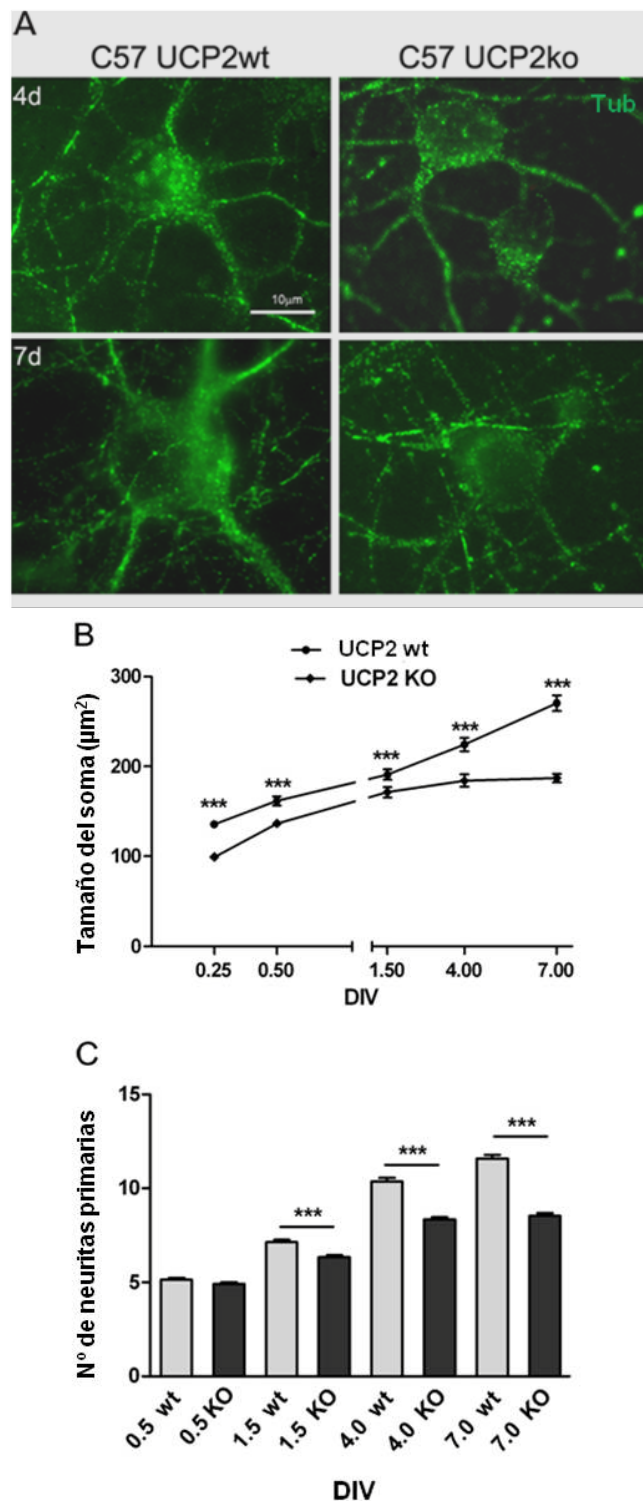 A
C57 UCP2wt
C57 UCP2ko
4d
Tub
10µm
7d
B
UCP2 wt
UCP2 KO
Tamaño del soma (µm²)
300
200
100
0
***
***
***
***
***
0.25
0.50
1.50
4.00
7.00
DIV
C
Nº de neuritas primarias
15
10
5
0
***
***
***
0.5 wt
0.5 KO
1.5 wt
1.5 KO
4.0 wt
4.0 KO
7.0 wt
7.0 KO
DIV